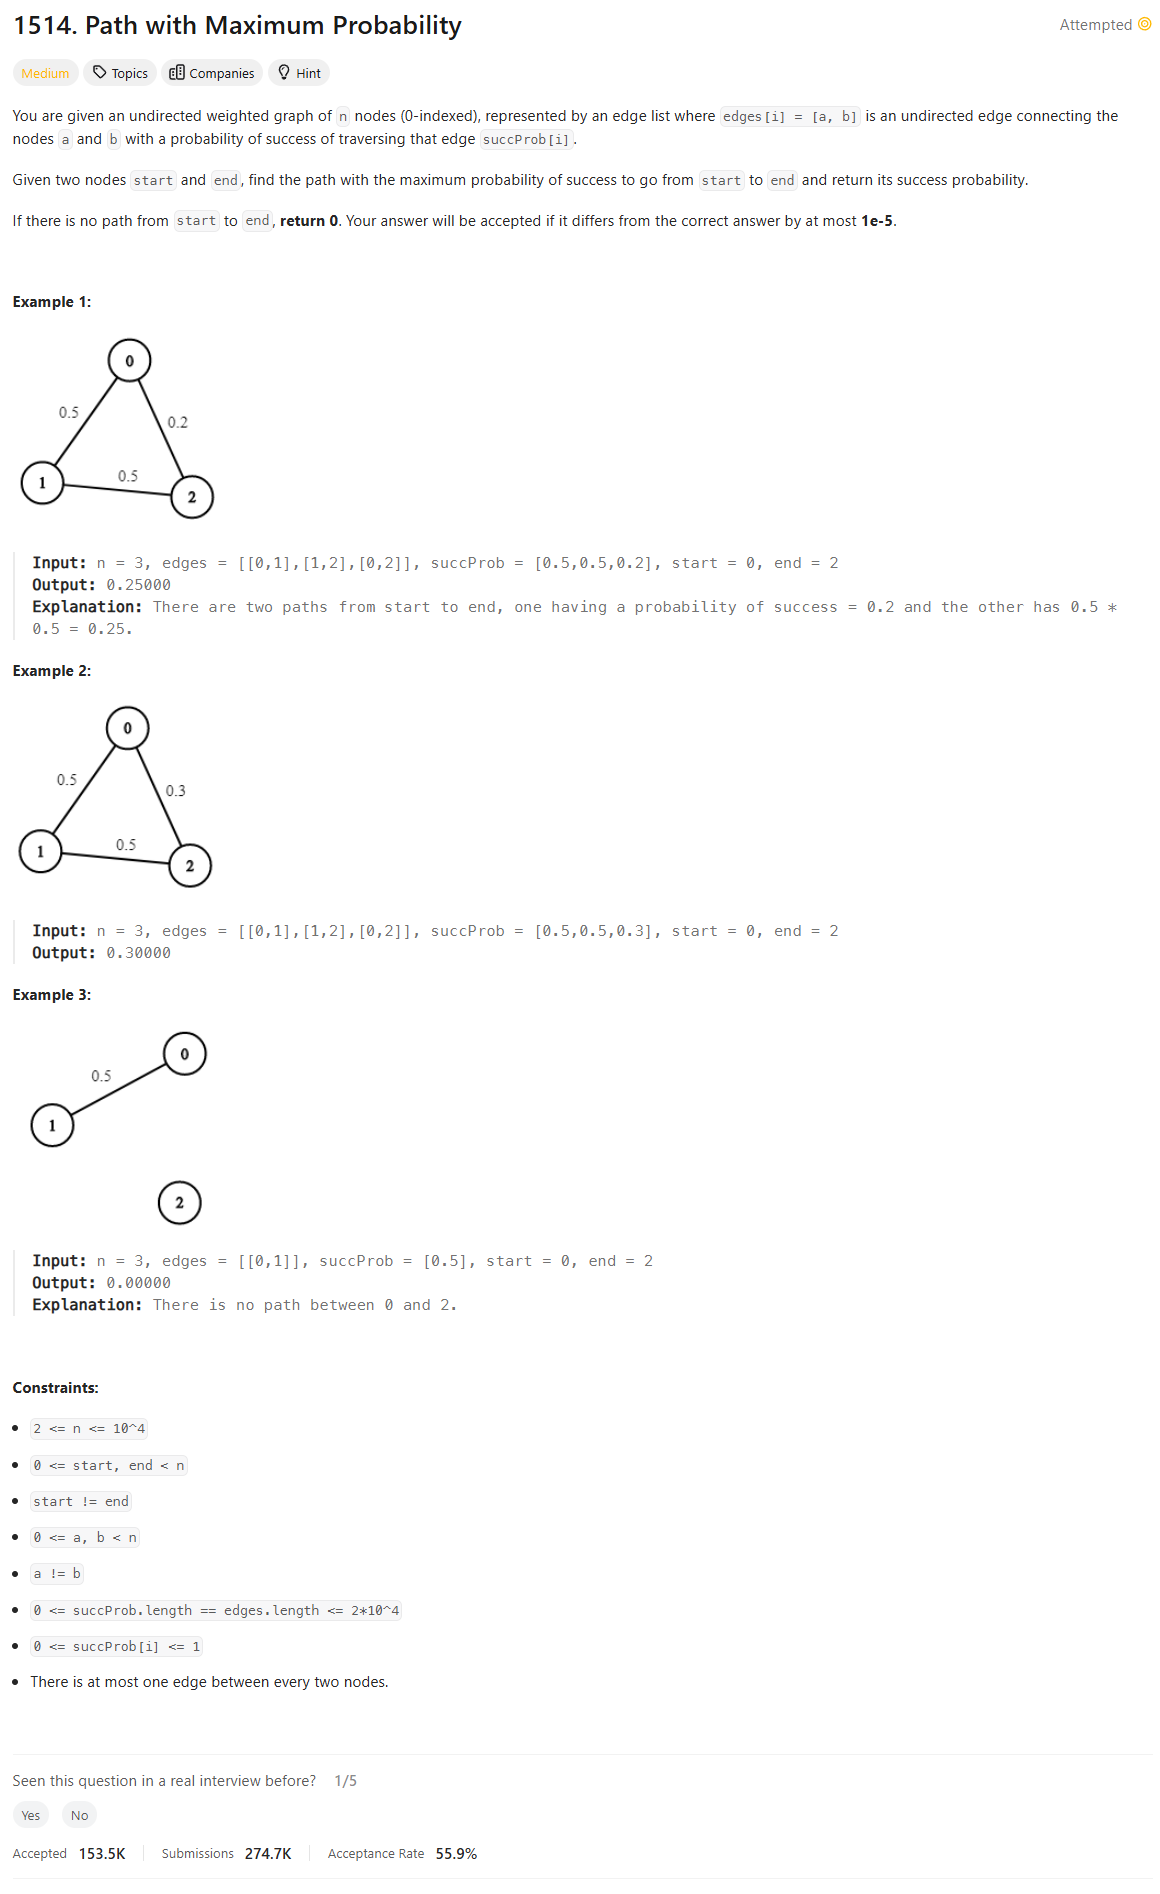 1514. Path with Maximum Probability
Attempted
Medium
Topics
Companies
Hint
You are given an undirected weighted graph of n nodes (0-indexed), represented by an edge list where edges[i] = [a, b] is an undirected edge connecting the
nodes a and b with a probability of success of traversing that edge succProb[i].
Given two nodes start and end, find the path with the maximum probability of success to go from start to end and return its success probability.
If there is no path from start to end, return 0. Your answer will be accepted if it differs from the correct answer by at most 1e-5.
Example 1:
0
0.5
0.2
0.5
1
2
Input: n = 3, edges = [[0,1],[1,2],[0,2]], succProb = [0.5,0.5,0.2], start = 0, end = 2
Output: 0.25000
Explanation: There are two paths from start to end, one having a probability of success = 0.2 and the other has 0.5 *
0.5 = 0.25.
Example 2:
0
0.5
0.3
0.5
1
2
Input: n = 3, edges = [[0,1],[1,2],[0,2]], succProb = [0.5,0.5,0.3], start = 0, end = 2
Output: 0.30000
Example 3:
0
0.5
1
2
Input: n = 3, edges = [[0,1]], succProb = [0.5], start = 0, end = 2
Output: 0.00000
Explanation: There is no path between 0 and 2.
Constraints:
• 2 <= n <= 10^4
• 0 <= start, end < n
• start != end
• 0 <= a, b < n
• a != b
• 0 <= succProb.length == edges.length <= 2*10^4
• 0 <= succProb[i] <= 1
• There is at most one edge between every two nodes.
Seen this question in a real interview before? 1/5
Yes
No
Accepted 153.5K
Submissions 274.7K
Acceptance Rate 55.9%